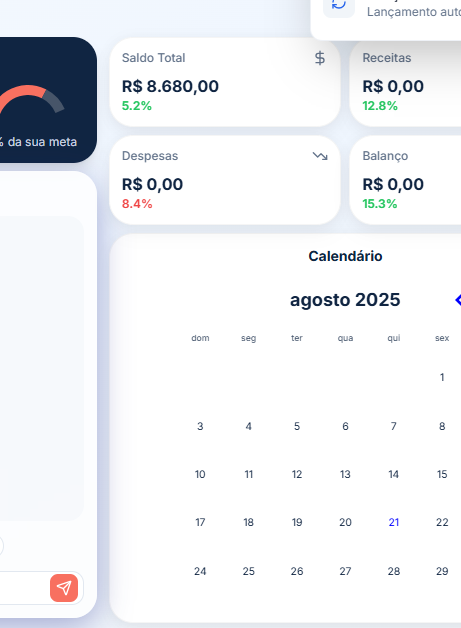 Lançamento
% da sua meta
Saldo Total
R$ 8.680,00
5.2%
Receitas
R$ 0,00
12.8%
Despesas
R$ 0,00
8.4%
Balanço
R$ 0,00
15.3%
Calendário
agosto 2025
dom seg ter qua qui sex
1
3 4 5 6 7 8
10 11 12 13 14 15
17 18 19 20 21 22
24 25 26 27 28 29